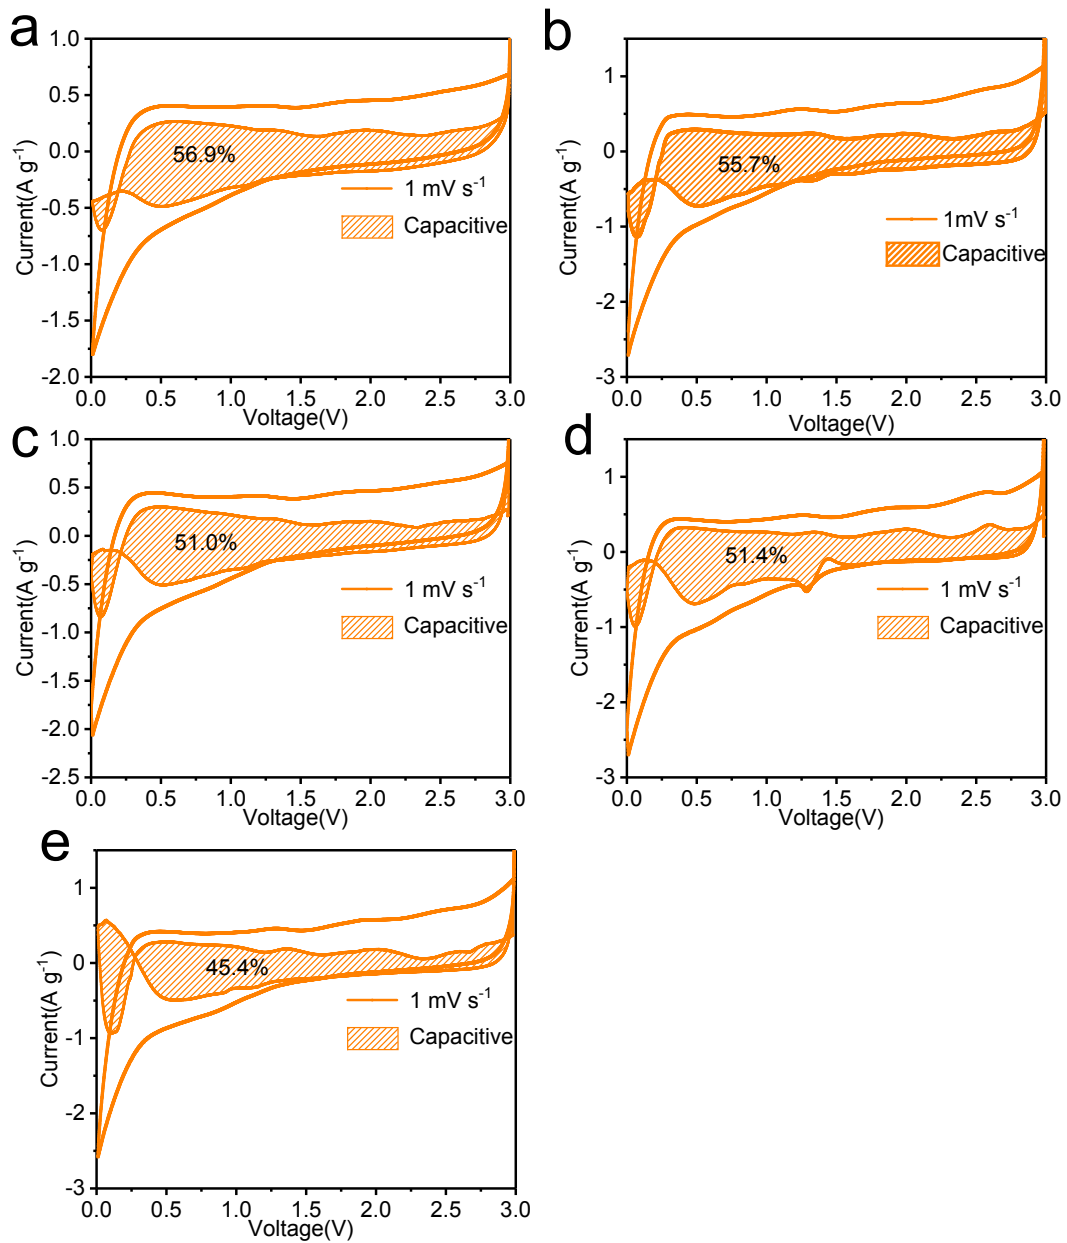 a
1.0
0.5
0.0
-0.5
-1.0
-1.5
-2.0
Current(A g-1)
56.9%
1 mV s-1
Capacitive
0.0 0.5 1.0 1.5 2.0 2.5 3.0
Voltage(V)
b
1
0
-1
-2
-3
Current(A g-1)
55.7%
1mV s-1
Capacitive
0.0 0.5 1.0 1.5 2.0 2.5 3.0
Voltage(V)
c
1.0
0.5
0.0
-0.5
-1.0
-1.5
-2.0
-2.5
Current(A g-1)
51.0%
1 mV s-1
Capacitive
0.0 0.5 1.0 1.5 2.0 2.5 3.0
Voltage(V)
d
1
0
-1
-2
-3
Current(A g-1)
51.4%
1 mV s-1
Capacitive
0.0 0.5 1.0 1.5 2.0 2.5 3.0
Voltage(V)
e
1
0
-1
-2
-3
Current(A g-1)
45.4%
1 mV s-1
Capacitive
0.0 0.5 1.0 1.5 2.0 2.5 3.0
Voltage(V)